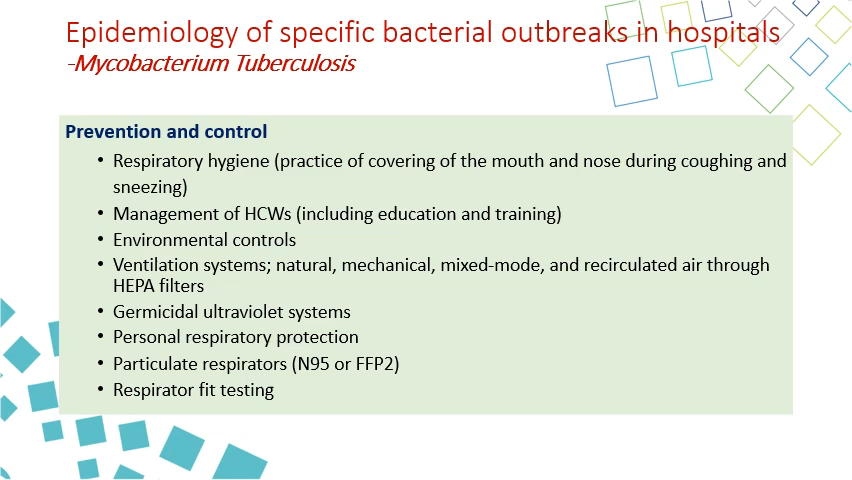 Epidemiology of specific bacterial outbreaks in hospitals
-Mycobacterium Tuberculosis
Prevention and control
• Respiratory hygiene (practice of covering of the mouth and nose during coughing and
sneezing)
• Management of HCWs (including education and training)
• Environmental controls
• Ventilation systems; natural, mechanical, mixed-mode, and recirculated air through
HEPA filters
• Germicidal ultraviolet systems
• Personal respiratory protection
• Particulate respirators (N95 or FFP2)
• Respirator fit testing